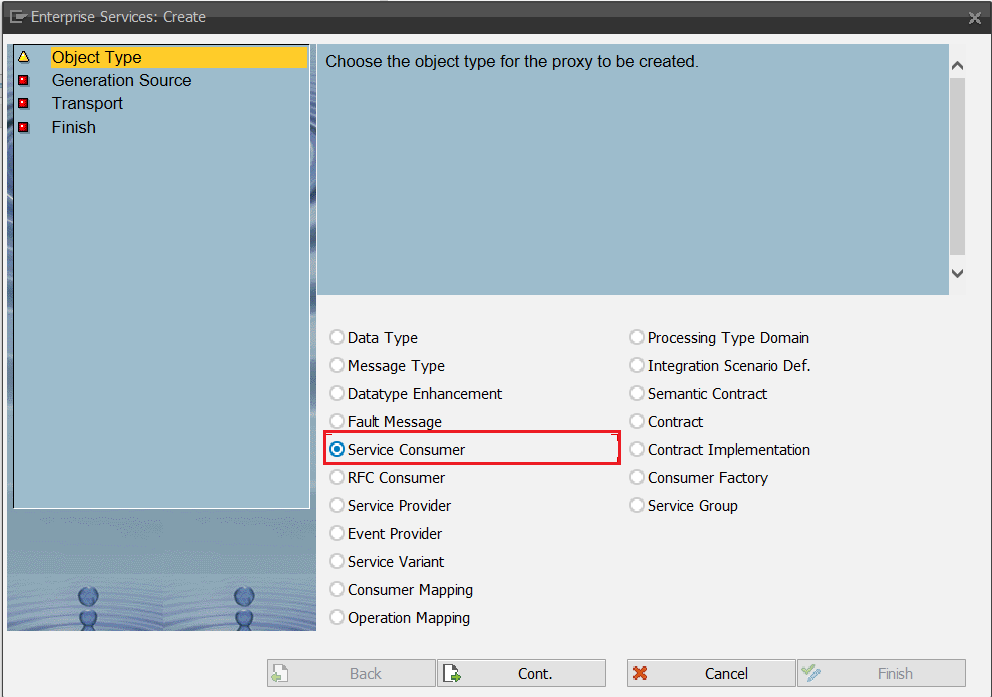 Enterprise Services: Create
Object Type
Generation Source
Transport
Finish
Choose the object type for the proxy to be created.
Data Type
Message Type
Datatype Enhancement
Fault Message
Service Consumer
RFC Consumer
Service Provider
Event Provider
Service Variant
Consumer Mapping
Operation Mapping
Processing Type Domain
Integration Scenario Def.
Semantic Contract
Contract
Contract Implementation
Consumer Factory
Service Group
Back
Cont.
Cancel
Finish